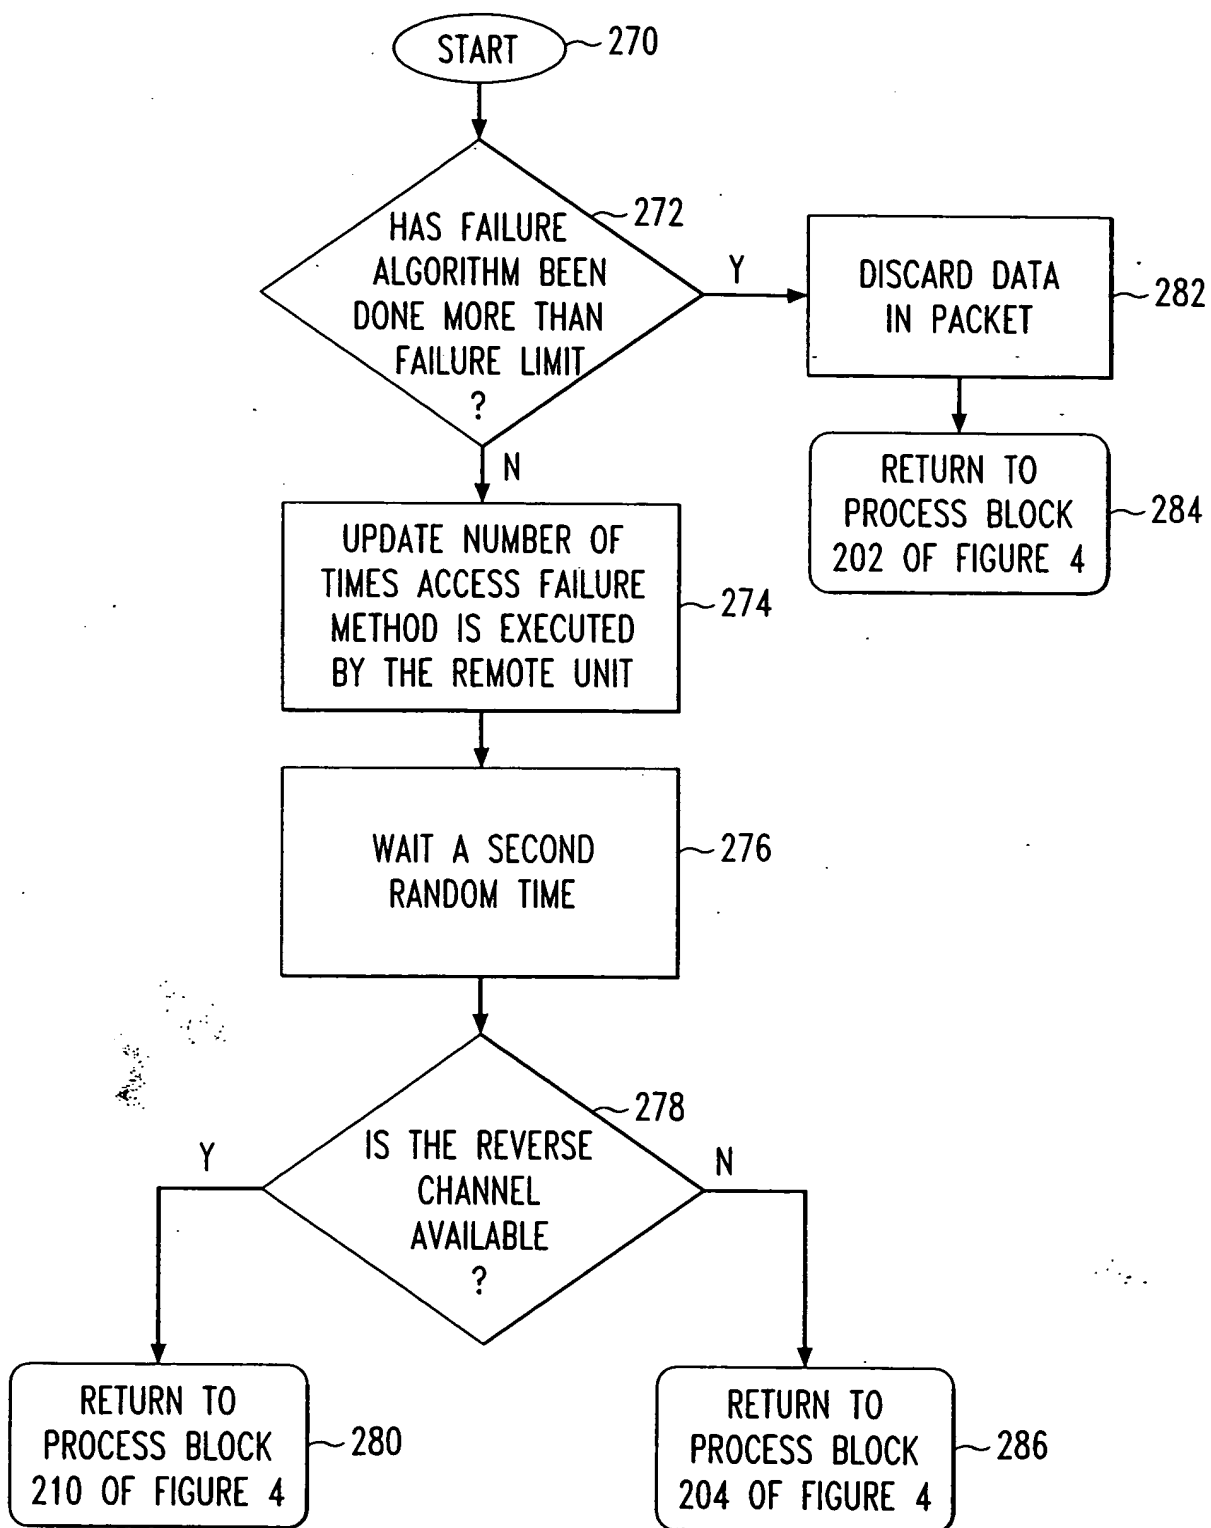 START
270
HAS FAILURE
ALGORITHM BEEN
DONE MORE THAN
FAILURE LIMIT
?
272
Y
DISCARD DATA
IN PACKET
282
RETURN TO
PROCESS BLOCK
202 OF FIGURE 4
284
N
UPDATE NUMBER OF
TIMES ACCESS FAILURE
METHOD IS EXECUTED
BY THE REMOTE UNIT
274
WAIT A SECOND
RANDOM TIME
276
IS THE REVERSE
CHANNEL
AVAILABLE
?
278
Y
N
RETURN TO
PROCESS BLOCK
210 OF FIGURE 4
280
RETURN TO
PROCESS BLOCK
204 OF FIGURE 4
286